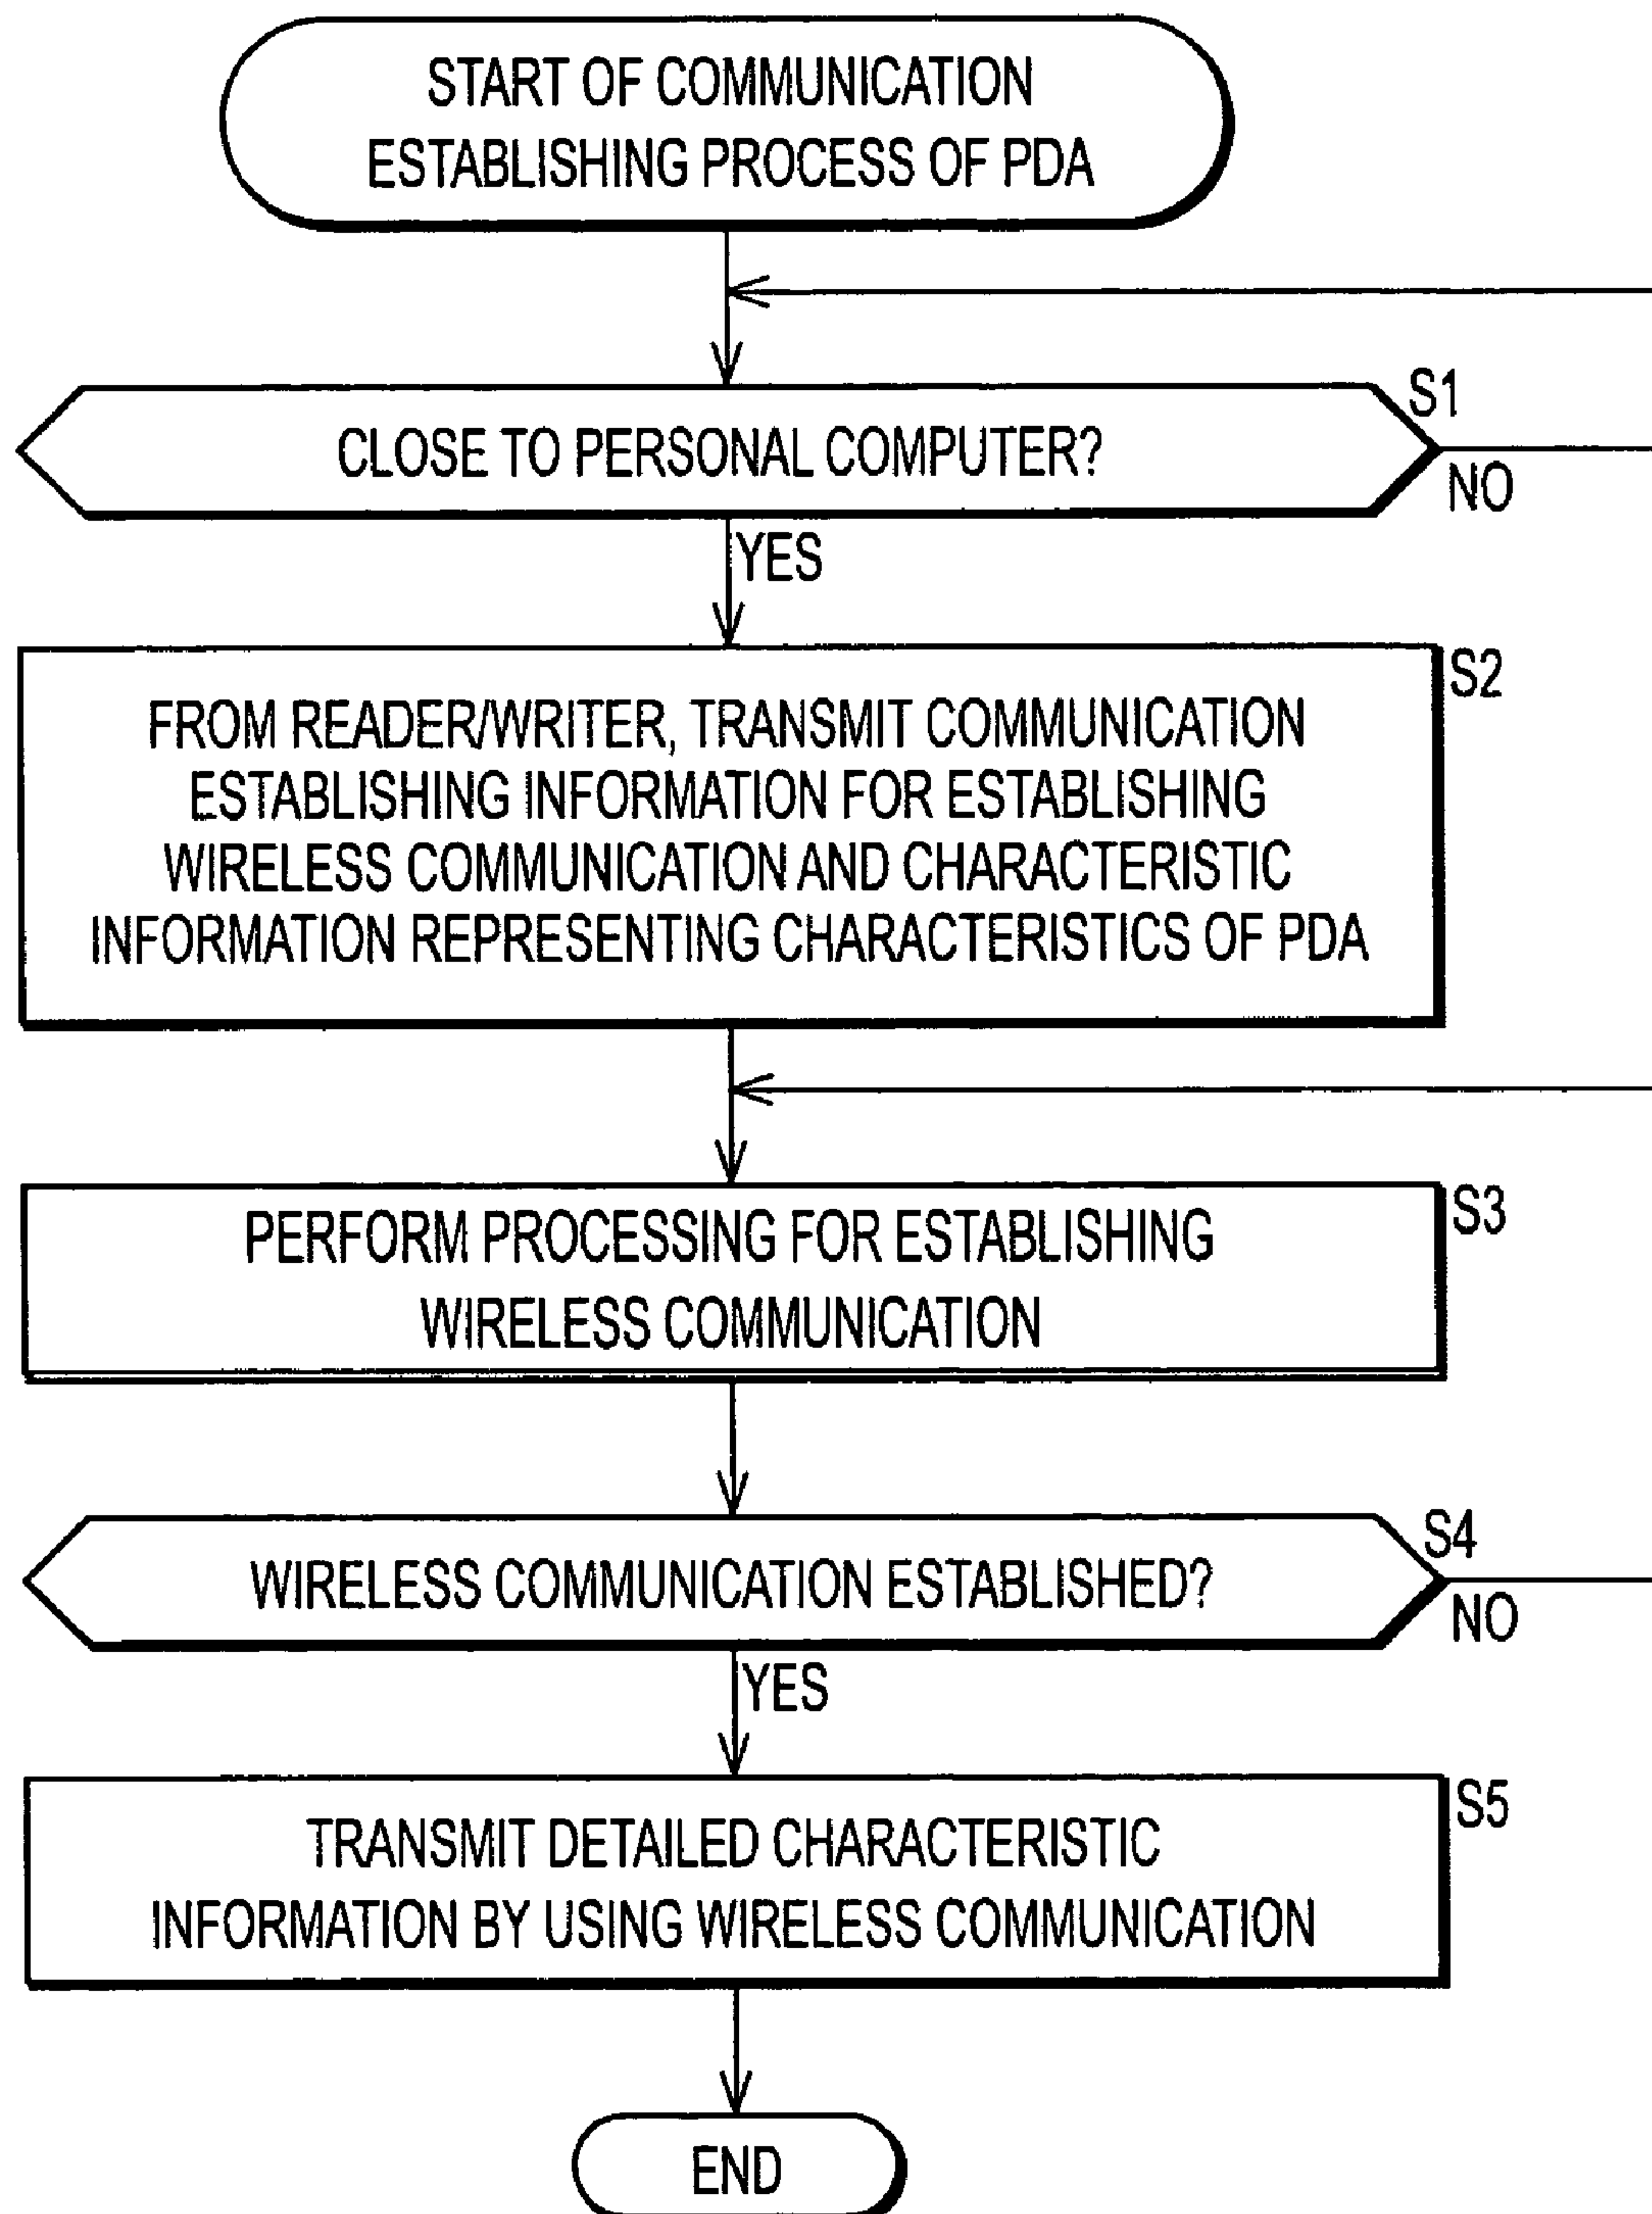 START OF COMMUNICATION
ESTABLISHING PROCESS OF PDA
S1
CLOSE TO PERSONAL COMPUTER?
NO
YES
S2
FROM READER/WRITER, TRANSMIT COMMUNICATION
ESTABLISHING INFORMATION FOR ESTABLISHING
WIRELESS COMMUNICATION AND CHARACTERISTIC
INFORMATION REPRESENTING CHARACTERISTICS OF PDA
S3
PERFORM PROCESSING FOR ESTABLISHING
WIRELESS COMMUNICATION
S4
WIRELESS COMMUNICATION ESTABLISHED?
NO
YES
S5
TRANSMIT DETAILED CHARACTERISTIC
INFORMATION BY USING WIRELESS COMMUNICATION
END